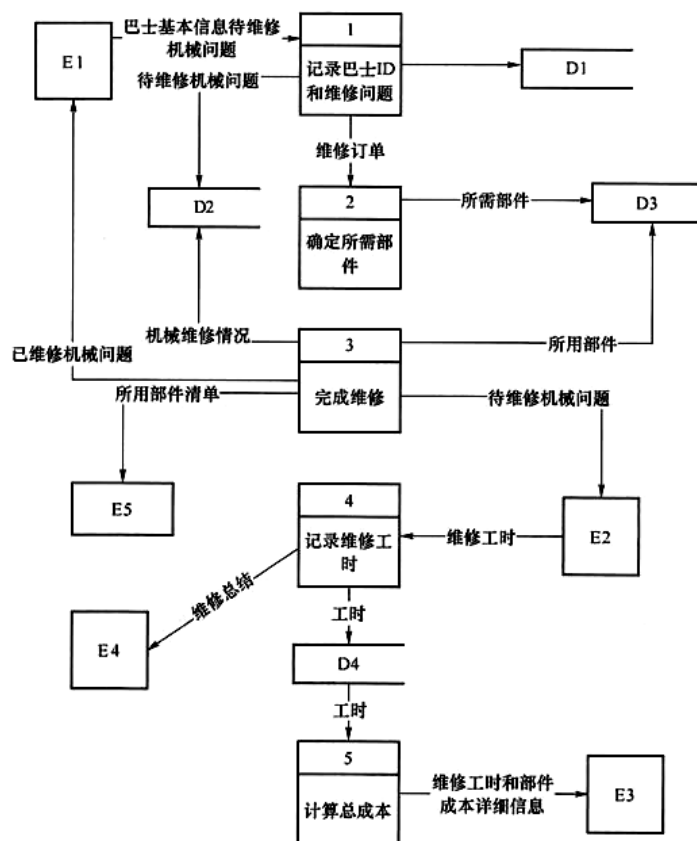 巴士基本信息待维修
机械问题
E1
1
记录巴士ID
和维修问题
D1
待维修机械问题
维修订单
D2
2
确定所需部
件
所需部件
D3
机械维修情况
3
完成维修
所用部件
已维修机械问题
所用部件清单
待维修机械问题
E5
4
记录维修工
时
维修工时
E2
维修总结
E4
工时
D4
工时
5
计算总成本
维修工时和部件
成本详细信息
E3